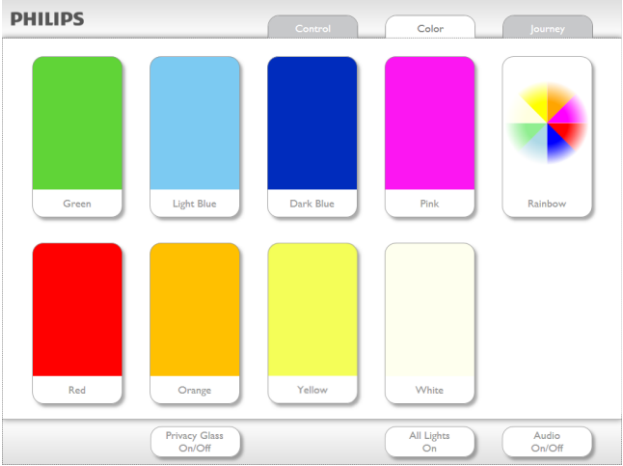 PHILIPS
Control
Color
Journey
Green
Light Blue
Dark Blue
Pink
Rainbow
Red
Orange
Yellow
White
Privacy Glass
On/Off
All Lights
On
Audio
On/Off